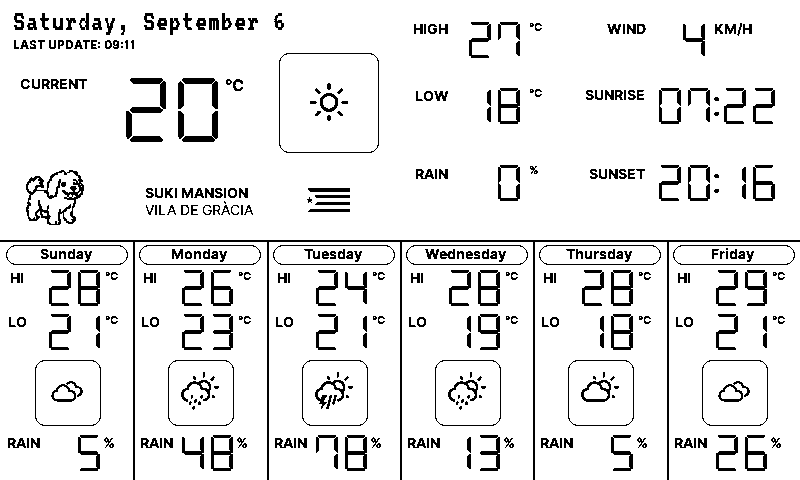 Saturday, September 6
LAST UPDATE: 09:11
CURRENT 20 °C
SUKI MANSION
VILA DE GRÀCIA
HIGH 27 °C
WIND 4 KM/H
LOW 18 °C
SUNRISE 07:22
RAIN 0 %
SUNSET 20:16
Sunday
HI 28 °C
LO 21 °C
RAIN 5 %
Monday
HI 26 °C
LO 23 °C
RAIN 48 %
Tuesday
HI 24 °C
LO 21 °C
RAIN 78 %
Wednesday
HI 28 °C
LO 19 °C
RAIN 13 %
Thursday
HI 28 °C
LO 18 °C
RAIN 5 %
Friday
HI 29 °C
LO 21 °C
RAIN 26 %